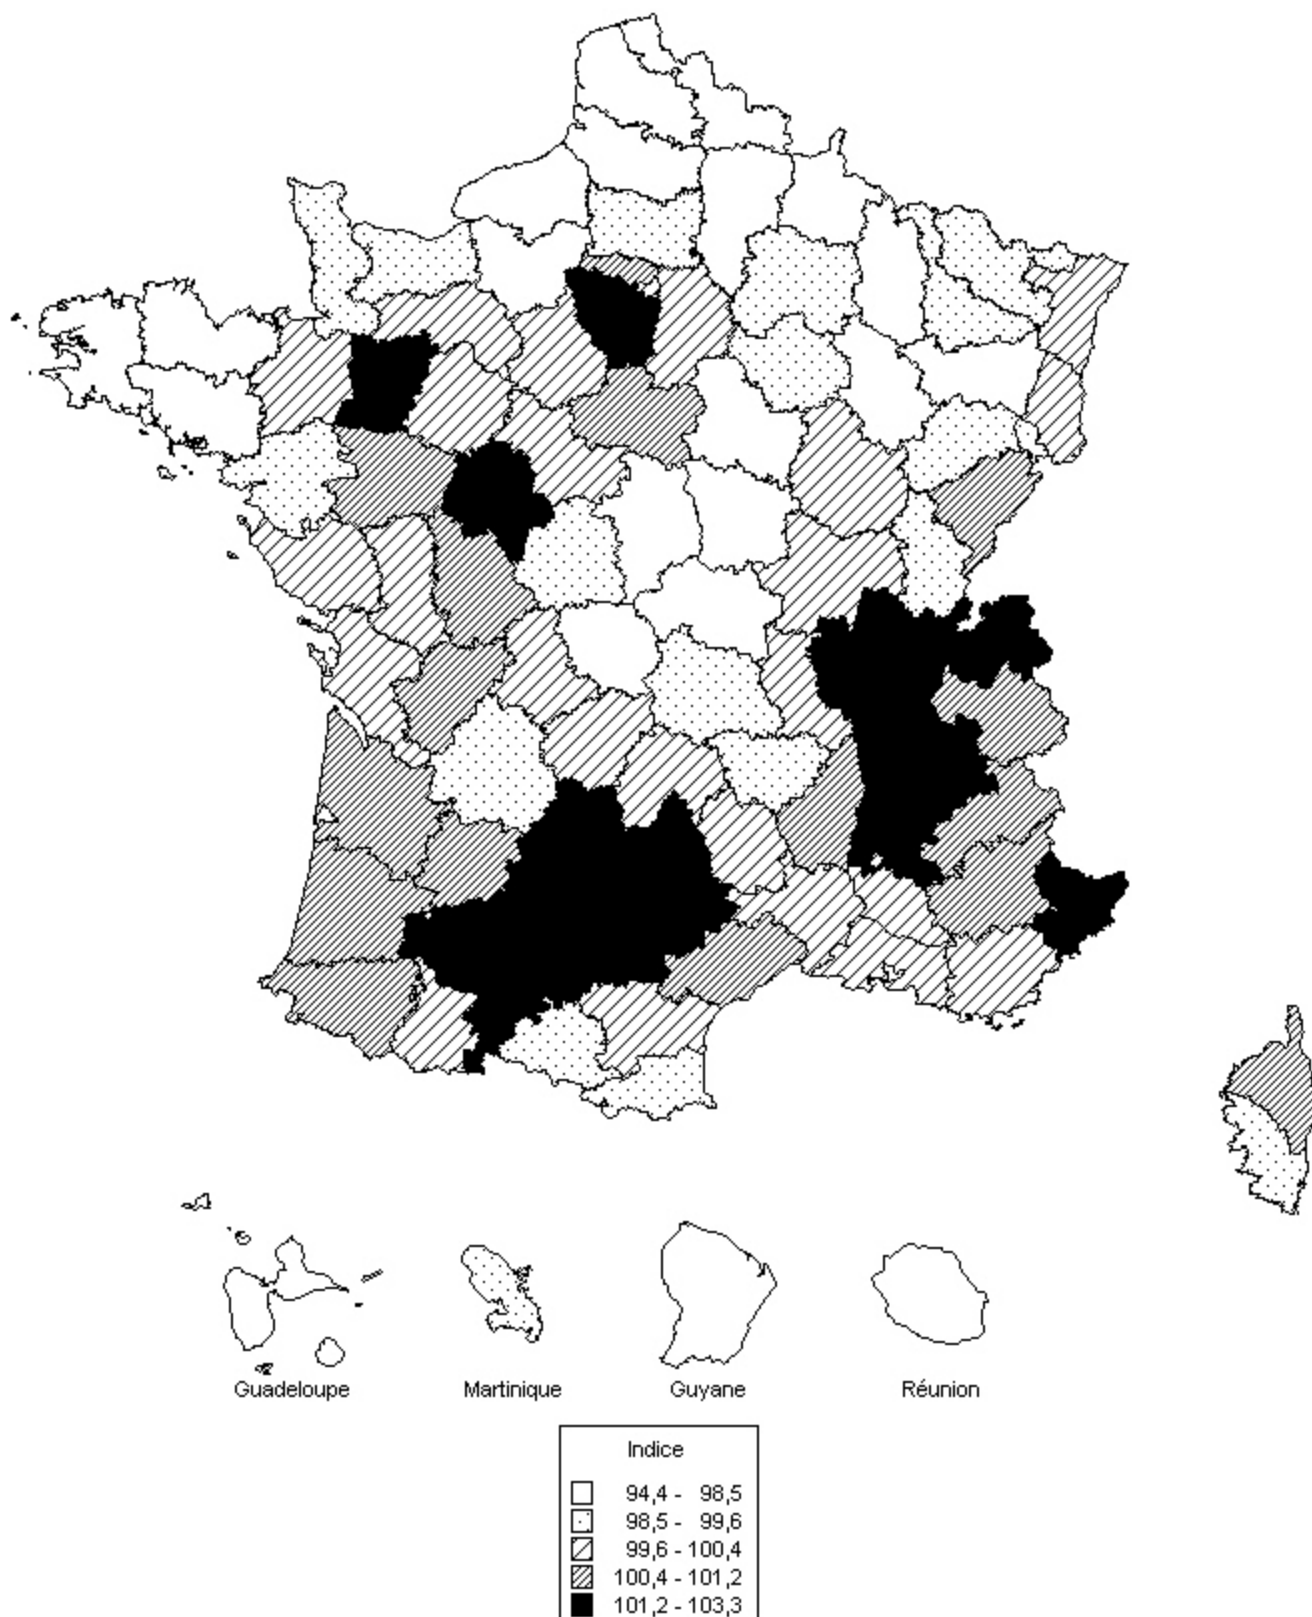 Guadeloupe
Martinique
Guyane
Réunion
Indice
94,4 - 98,5
98,5 - 99,6
99,6 - 100,4
100,4 - 101,2
101,2 - 103,3